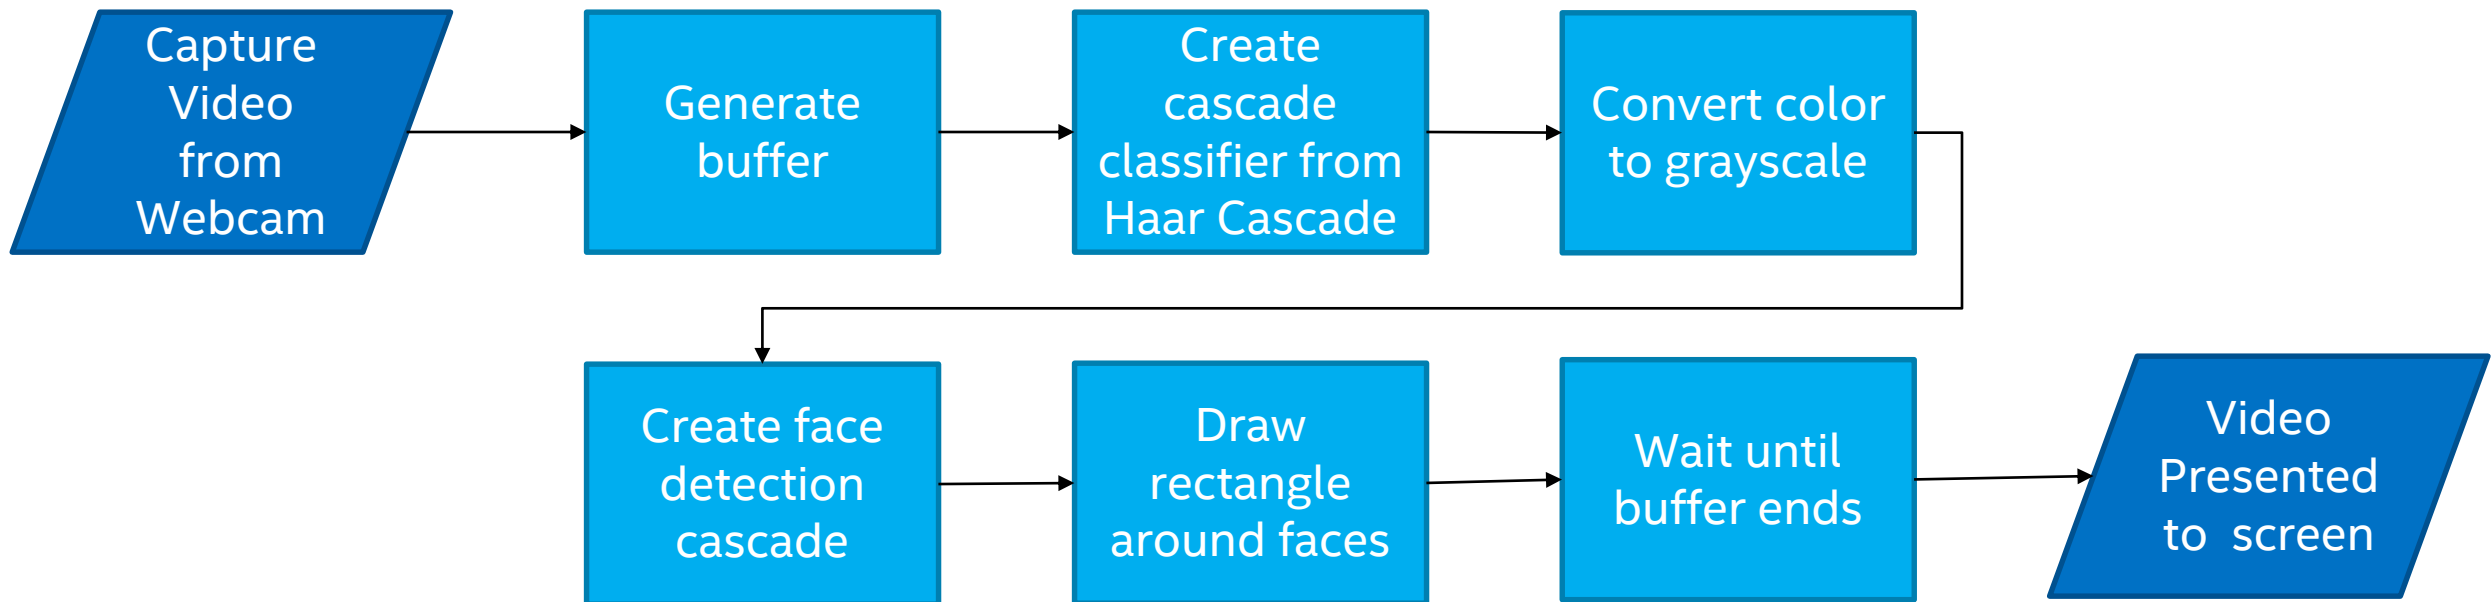 Capture
Video
from
Webcam
Generate
buffer
Create
cascade
classifier from
Haar Cascade
Convert color
to grayscale
Create face
detection
cascade
Draw
rectangle
around faces
Wait until
buffer ends
Video
Presented
to screen